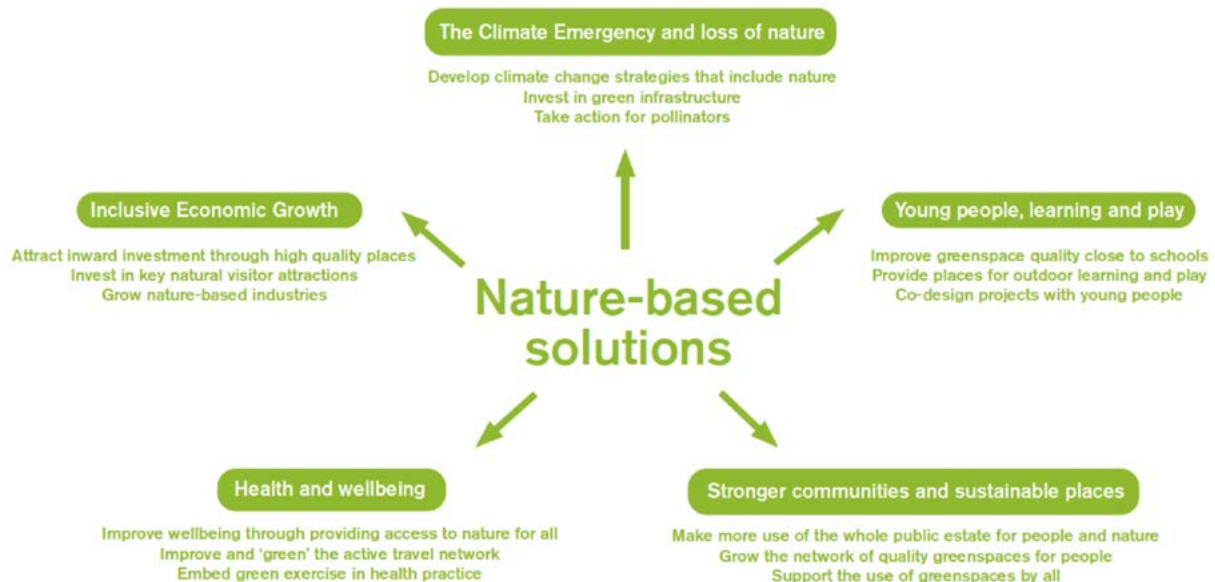 The Climate Emergency and loss of nature
Develop climate change strategies that include nature
Invest in green infrastructure
Take action for pollinators
Inclusive Economic Growth
Attract inward investment through high quality places
Invest in key natural visitor attractions
Grow nature-based industries
Young people, learning and play
Improve greenspace quality close to schools
Provide places for outdoor learning and play
Co-design projects with young people
Nature-based
solutions
Health and wellbeing
Improve wellbeing through providing access to nature for all
Improve and ‘green’ the active travel network
Embed green exercise in health practice
Stronger communities and sustainable places
Make more use of the whole public estate for people and nature
Grow the network of quality greenspaces for people
Support the use of greenspaces by all